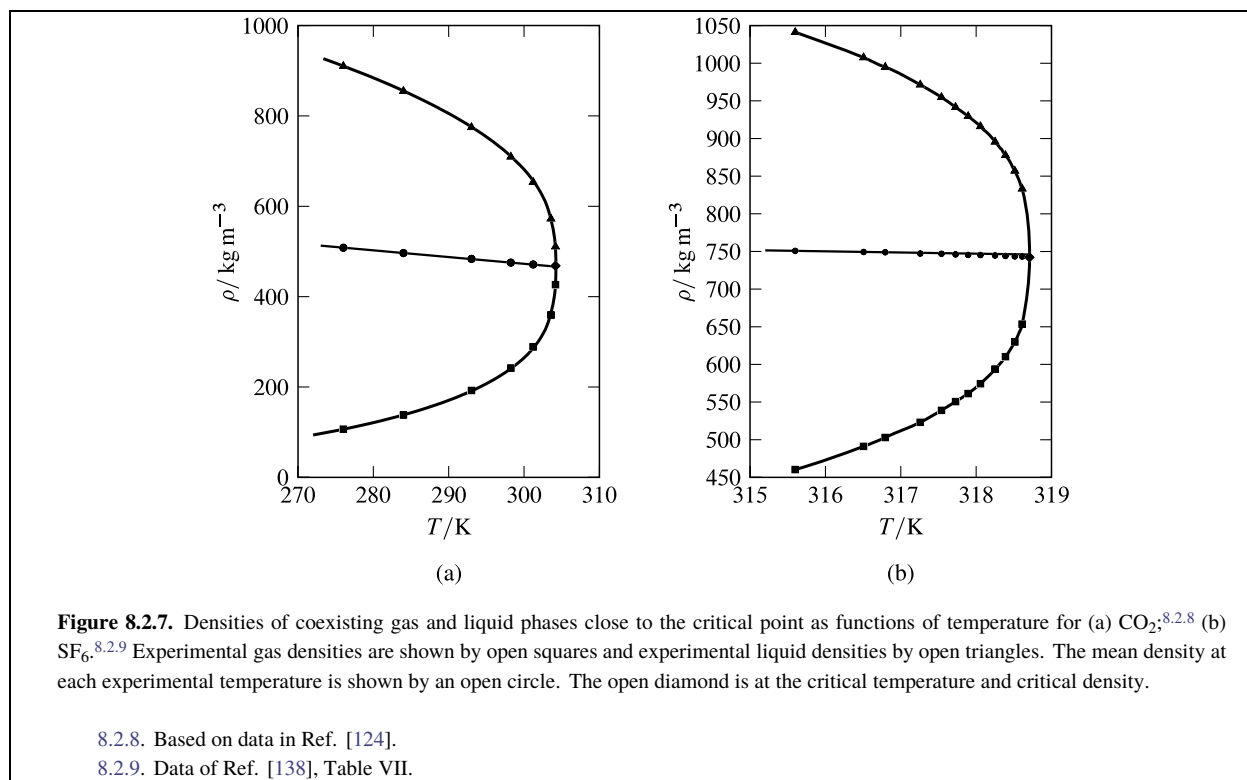 1000
800
600
400
200
0
270
280
290
300
310
ρ/ kg m⁻³
T/K
(a)
1050
1000
950
900
850
800
750
700
650
600
550
500
450
315
316
317
318
319
ρ/ kg m⁻³
T/K
(b)
Figure 8.2.7. Densities of coexisting gas and liquid phases close to the critical point as functions of temperature for (a) CO₂;⁸·²·⁸ (b)
SF₆.⁸·²·⁹ Experimental gas densities are shown by open squares and experimental liquid densities by open triangles. The mean density at
each experimental temperature is shown by an open circle. The open diamond is at the critical temperature and critical density.
8.2.8. Based on data in Ref. [124].
8.2.9. Data of Ref. [138], Table VII.